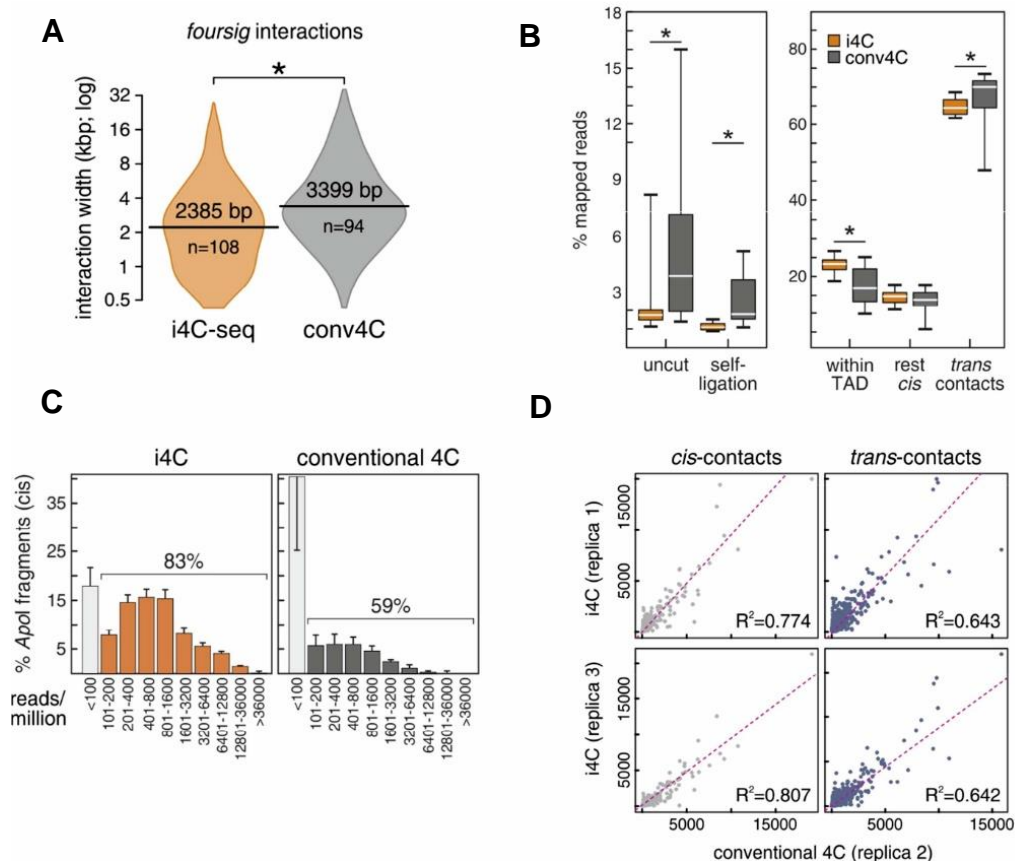 A
foursig interactions
*
interaction width (kbp; log)
32
16
8
4
2
1
0.5
2385 bp
n=108
3399 bp
n=94
i4C-seq
conv4C
B
% mapped reads
18
15
12
9
6
3
*
*
uncut
self-
ligation
i4C
conv4C
80
60
40
20
*
*
within
TAD
rest
cis
trans
contacts
C
i4C
conventional 4C
% ApoI fragments (cis)
35
25
15
5
83%
59%
reads/
million
<100
101-200
201-400
401-800
801-1600
1601-3200
3201-6400
6401-12800
12801-36000
>36000
<100
101-200
201-400
401-800
801-1600
1601-3200
3201-6400
6401-12800
12801-36000
>36000
D
cis-contacts
trans-contacts
i4C (replica 1)
15000
5000
R²=0.774
R²=0.643
i4C (replica 3)
15000
5000
R²=0.807
R²=0.642
5000
15000
5000
15000
conventional 4C (replica 2)